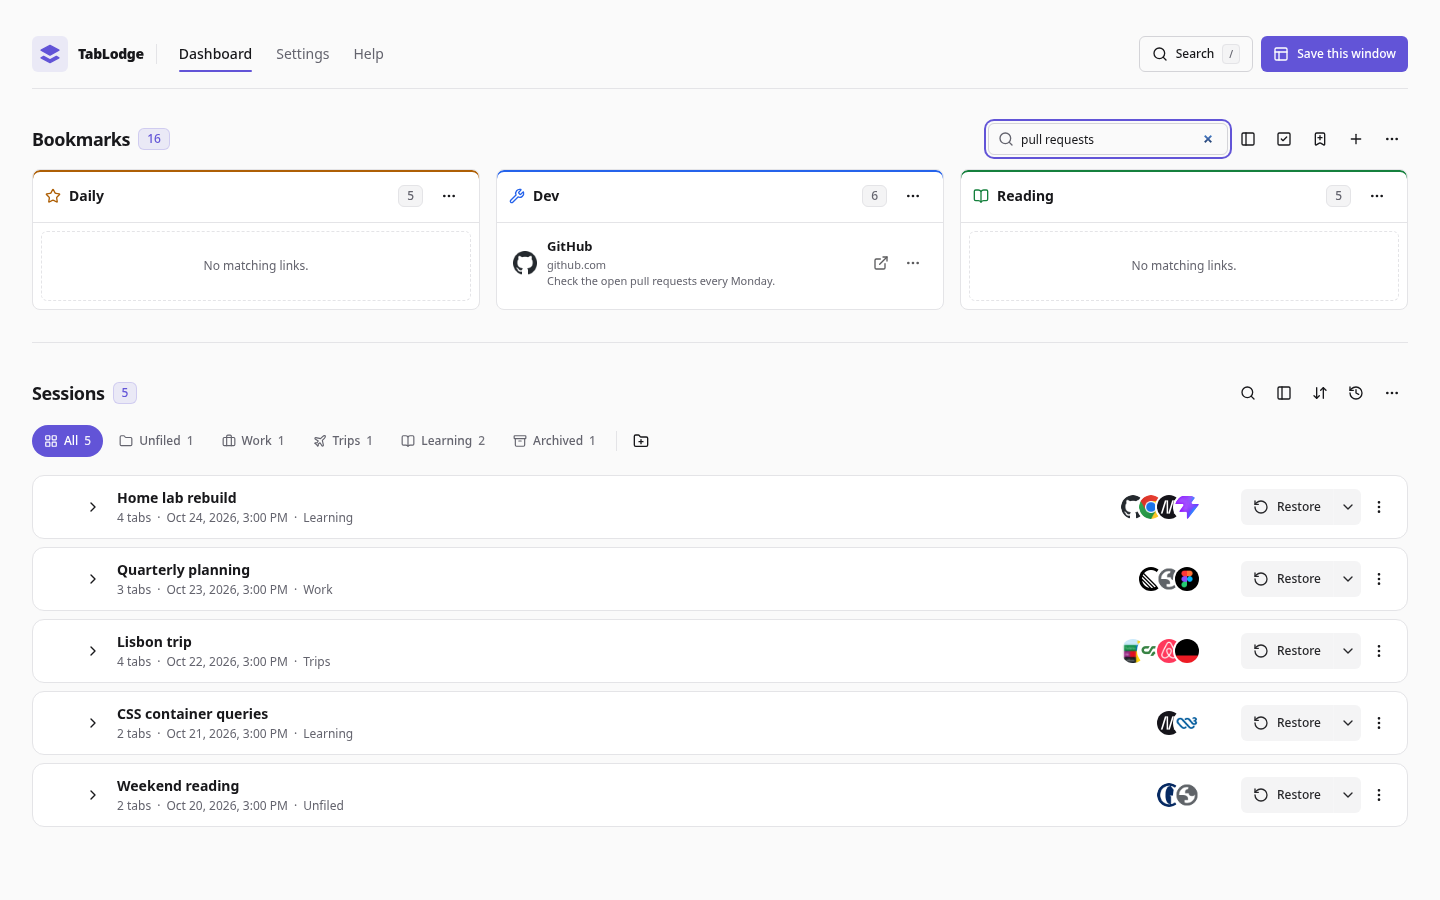 TabLodge
Dashboard
Settings
Help
Search /
Save this window
Bookmarks 16
pull requests
Daily 5
No matching links.
Dev 6
GitHub
github.com
Check the open pull requests every Monday.
Reading 5
No matching links.
Sessions 5
All 5
Unfiled 1
Work 1
Trips 1
Learning 2
Archived 1
Home lab rebuild
4 tabs · Oct 24, 2026, 3:00 PM · Learning
Restore
Quarterly planning
3 tabs · Oct 23, 2026, 3:00 PM · Work
Restore
Lisbon trip
4 tabs · Oct 22, 2026, 3:00 PM · Trips
Restore
CSS container queries
2 tabs · Oct 21, 2026, 3:00 PM · Learning
Restore
Weekend reading
2 tabs · Oct 20, 2026, 3:00 PM · Unfiled
Restore